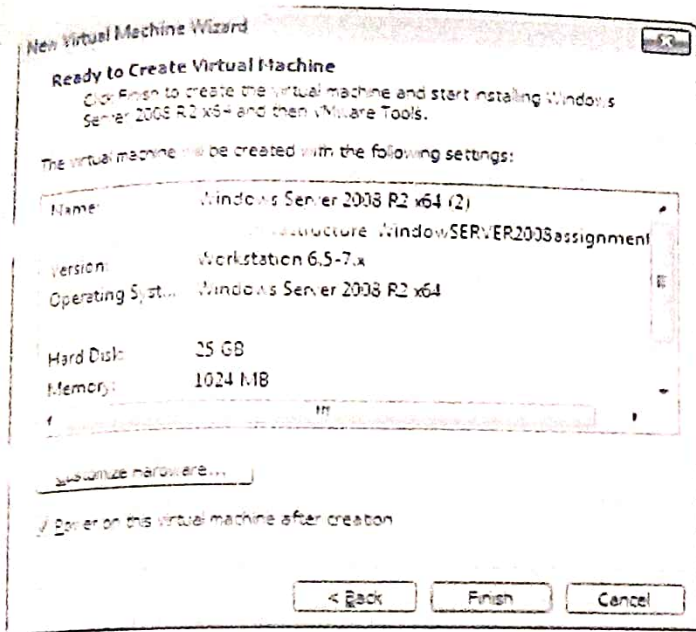 New Virtual Machine Wizard
Ready to Create Virtual Machine
Click Finish to create the virtual machine and start installing Windows
Server 2008 R2 x64 and then VMware Tools.
The virtual machine will be created with the following settings:
Name: Windows Server 2008 R2 x64 (2)
WindowSERVER2008assignment
Version: Workstation 6.5-7.x
Operating Syst... Windows Server 2008 R2 x64
Hard Disk: 25 GB
Memory: 1024 MB
Customize Hardware...
Power on this virtual machine after creation
< Back Finish Cancel